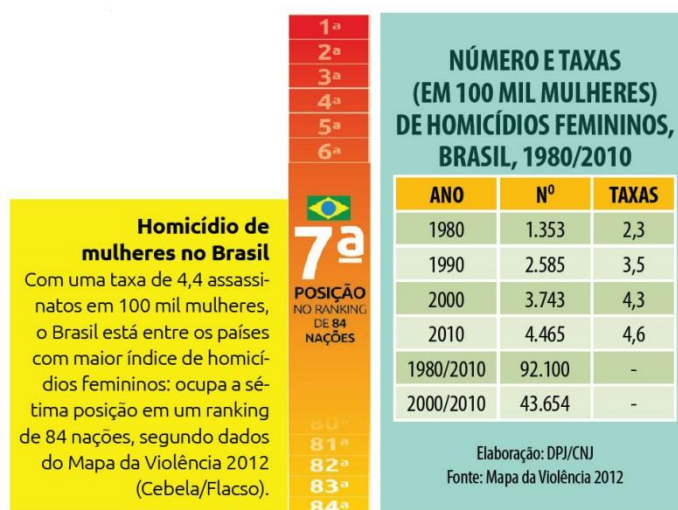 Homicídio de
mulheres no Brasil
Com uma taxa de 4,4 assassi-
natos em 100 mil mulheres,
o Brasil está entre os países
com maior índice de homicí-
dios femininos: ocupa a sé-
tima posição em um ranking
de 84 nações, segundo dados
do Mapa da Violência 2012
(Cebela/Flacso).
1ª
2ª
3ª
4ª
5ª
6ª
7ª
POSIÇÃO
NO RANKING
DE 84
NAÇÕES
80ª
81ª
82ª
83ª
84ª
NÚMERO E TAXAS
(EM 100 MIL MULHERES)
DE HOMICÍDIOS FEMININOS,
BRASIL, 1980/2010
ANO Nº TAXAS
1980 1.353 2,3
1990 2.585 3,5
2000 3.743 4,3
2010 4.465 4,6
1980/2010 92.100 -
2000/2010 43.654 -
Elaboração: DPJ/CNJ
Fonte: Mapa da Violência 2012